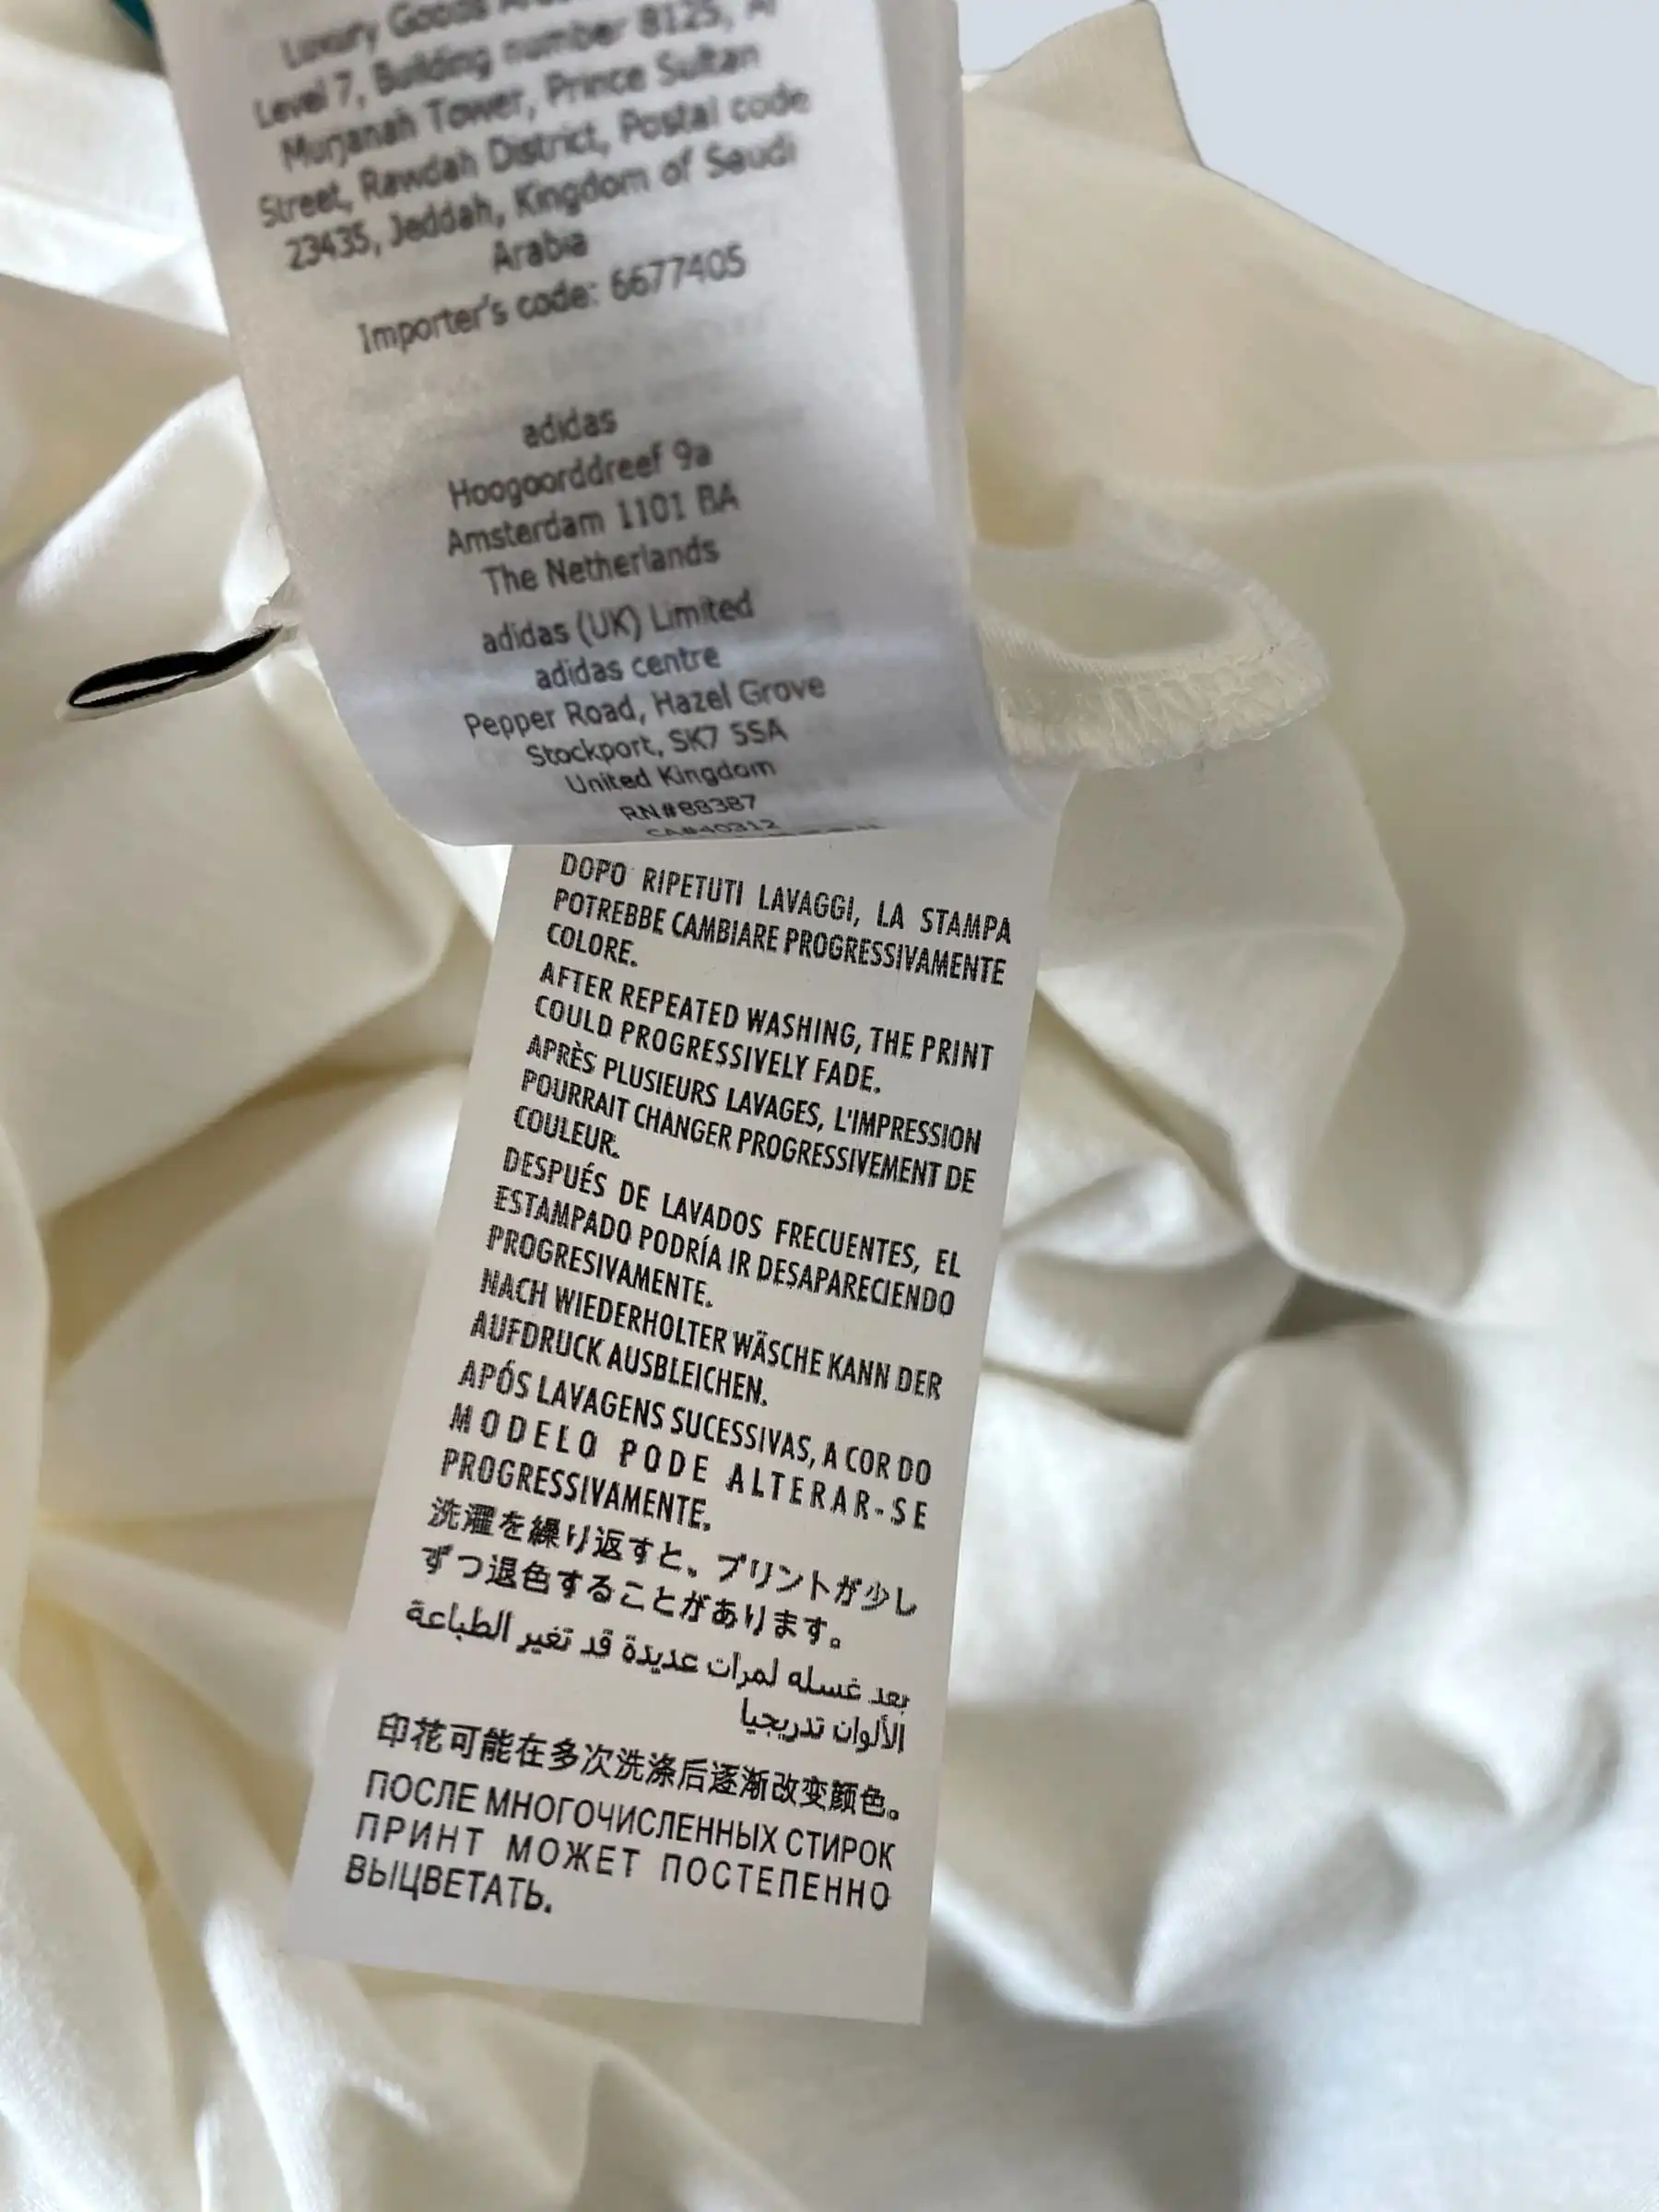 Luxury Goods
Level 7, Building number 8125, Al
Murjanah Tower, Prince Sultan
Street, Rawdah District, Postal code
23435, Jeddah, Kingdom of Saudi
Arabia
Importer's code: 6677405
adidas
Hoogoorddreef 9a
Amsterdam 1101 BA
The Netherlands
adidas (UK) Limited
adidas centre
Pepper Road, Hazel Grove
Stockport, SK7 5SA
United Kingdom
RN#88387
CA#40312
DOPO RIPETUTI LAVAGGI, LA STAMPA
POTREBBE CAMBIARE PROGRESSIVAMENTE
COLORE.
AFTER REPEATED WASHING, THE PRINT
COULD PROGRESSIVELY FADE.
APRÈS PLUSIEURS LAVAGES, L'IMPRESSION
POURRAIT CHANGER PROGRESSIVEMENT DE
COULEUR.
DESPUÉS DE LAVADOS FRECUENTES, EL
ESTAMPADO PODRÍA IR DESAPARECIENDO
PROGRESIVAMENTE.
NACH WIEDERHOLTER WÄSCHE KANN DER
AUFDRUCK AUSBLEICHEN.
APÓS LAVAGENS SUCESSIVAS, A COR DO
MODELO PODE ALTERAR-SE
PROGRESSIVAMENTE.
洗濯を繰り返すと、プリントが少し
ずつ退色することがあります。
بعد غسله لمرات عديدة قد تغير الطباعة
الألوان تدريجيا
印花可能在多次洗涤后逐渐改变颜色。
ПОСЛЕ МНОГОЧИСЛЕННЫХ СТИРОК
ПРИНТ МОЖЕТ ПОСТЕПЕННО
ВЫЦВЕТАТЬ.